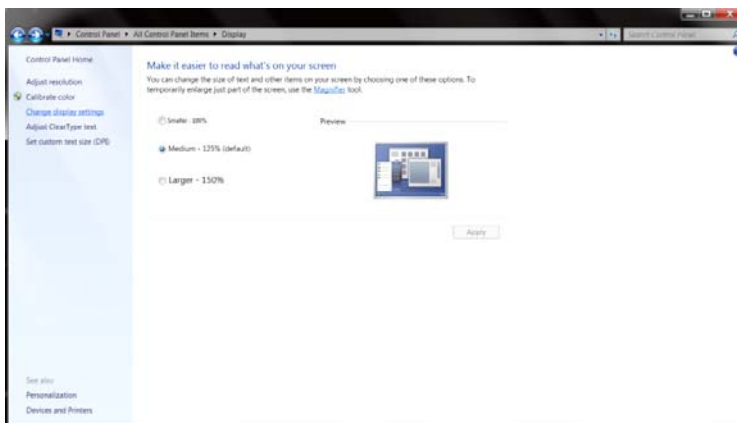 Control Panel ▸ All Control Panel Items ▸ Display
Search Control Panel
Control Panel Home
Adjust resolution
Calibrate color
Change display settings
Adjust ClearType text
Set custom text size (DPI)
See also
Personalization
Devices and Printers
Make it easier to read what's on your screen
You can change the size of text and other items on your screen by choosing one of these options. To
temporarily enlarge just part of the screen, use the Magnifier tool.
Smaller - 100%
Medium - 125% (default)
Larger - 150%
Preview
Apply